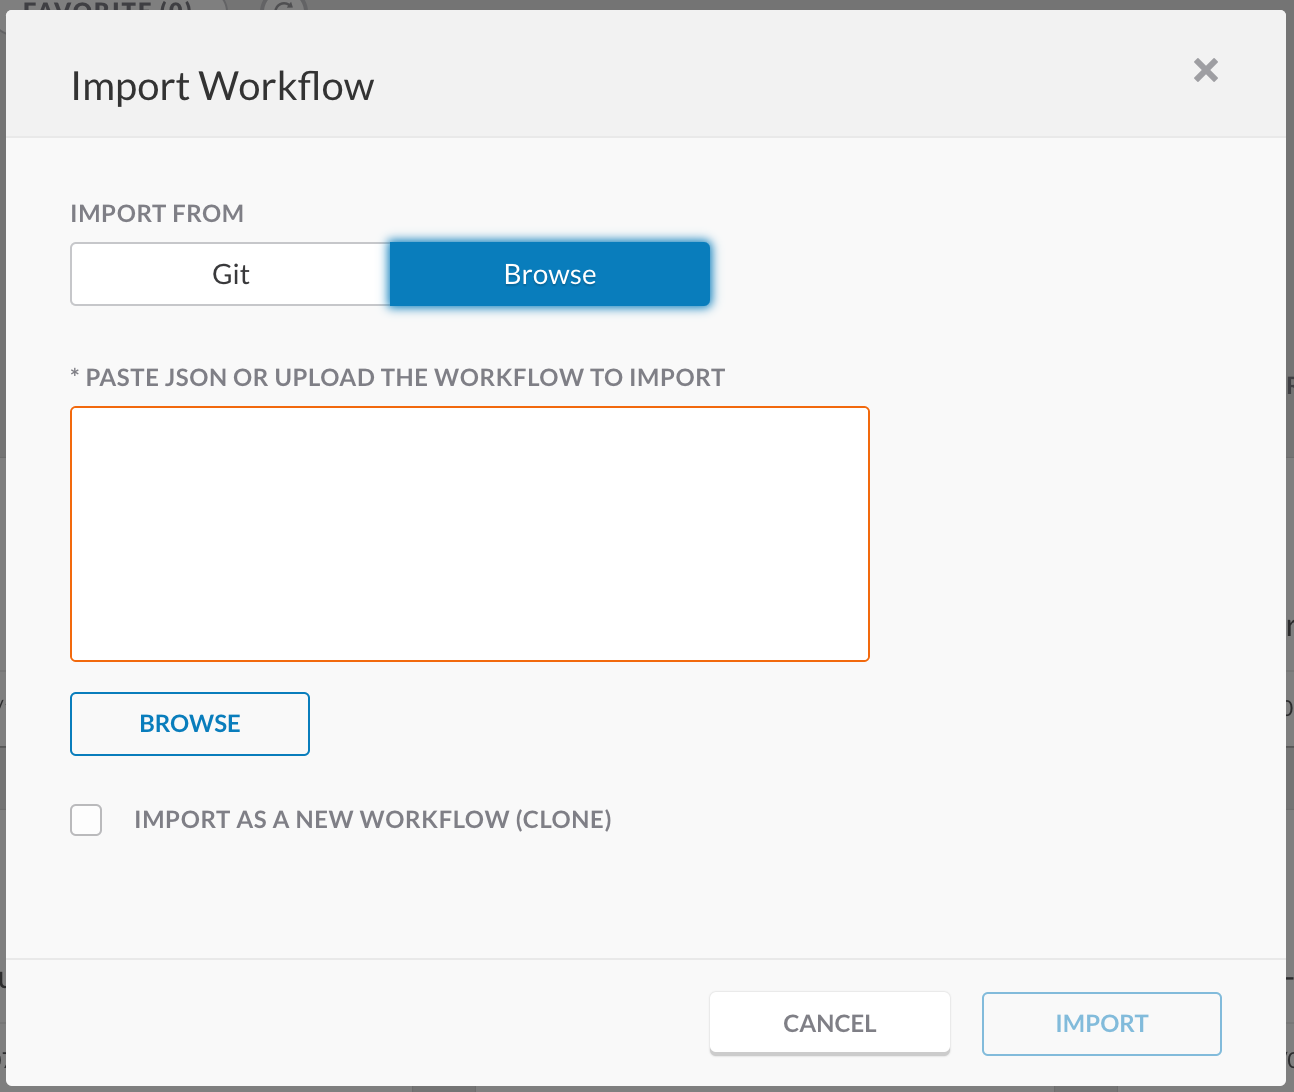 FAVORITE (0)
Import Workflow
IMPORT FROM
Git
Browse
* PASTE JSON OR UPLOAD THE WORKFLOW TO IMPORT
BROWSE
IMPORT AS A NEW WORKFLOW (CLONE)
CANCEL
IMPORT